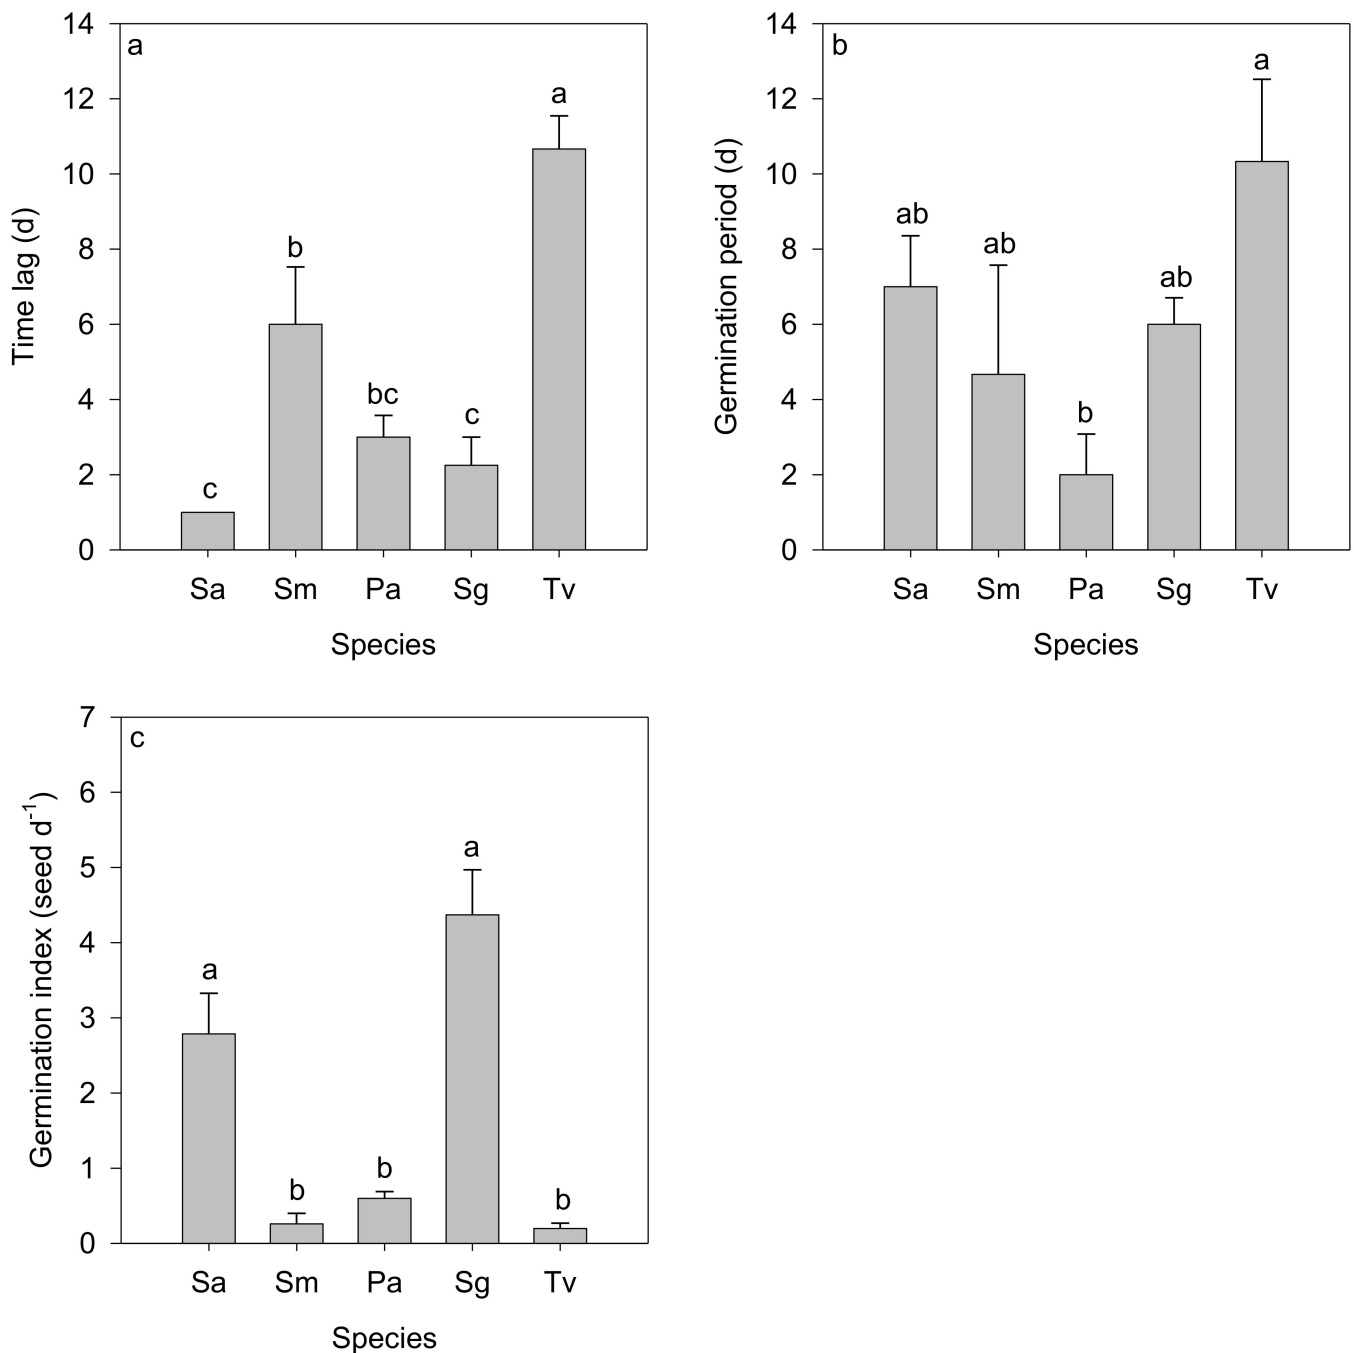 a
Time lag (d)
14
12
10
8
6
4
2
0
c
b
bc
c
a
Sa Sm Pa Sg Tv
Species
b
Germination period (d)
14
12
10
8
6
4
2
0
ab
ab
b
ab
a
Sa Sm Pa Sg Tv
Species
c
Germination index (seed d-1)
7
6
5
4
3
2
1
0
a
b
b
a
b
Sa Sm Pa Sg Tv
Species